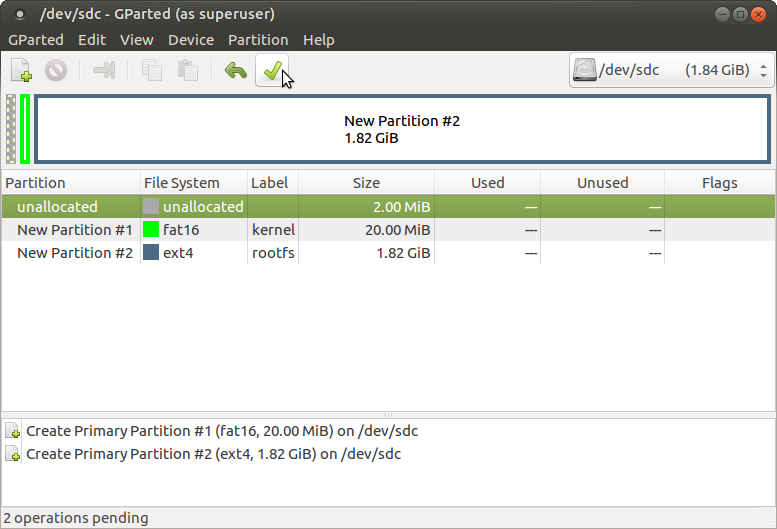 /dev/sdc - GParted (as superuser)
GParted Edit View Device Partition Help
/dev/sdc (1.84 GiB)
New Partition #2
1.82 GiB
Partition File System Label Size Used Unused Flags
unallocated unallocated 2.00 MiB --- ---
New Partition #1 fat16 kernel 20.00 MiB --- ---
New Partition #2 ext4 rootfs 1.82 GiB --- ---
Create Primary Partition #1 (fat16, 20.00 MiB) on /dev/sdc
Create Primary Partition #2 (ext4, 1.82 GiB) on /dev/sdc
2 operations pending